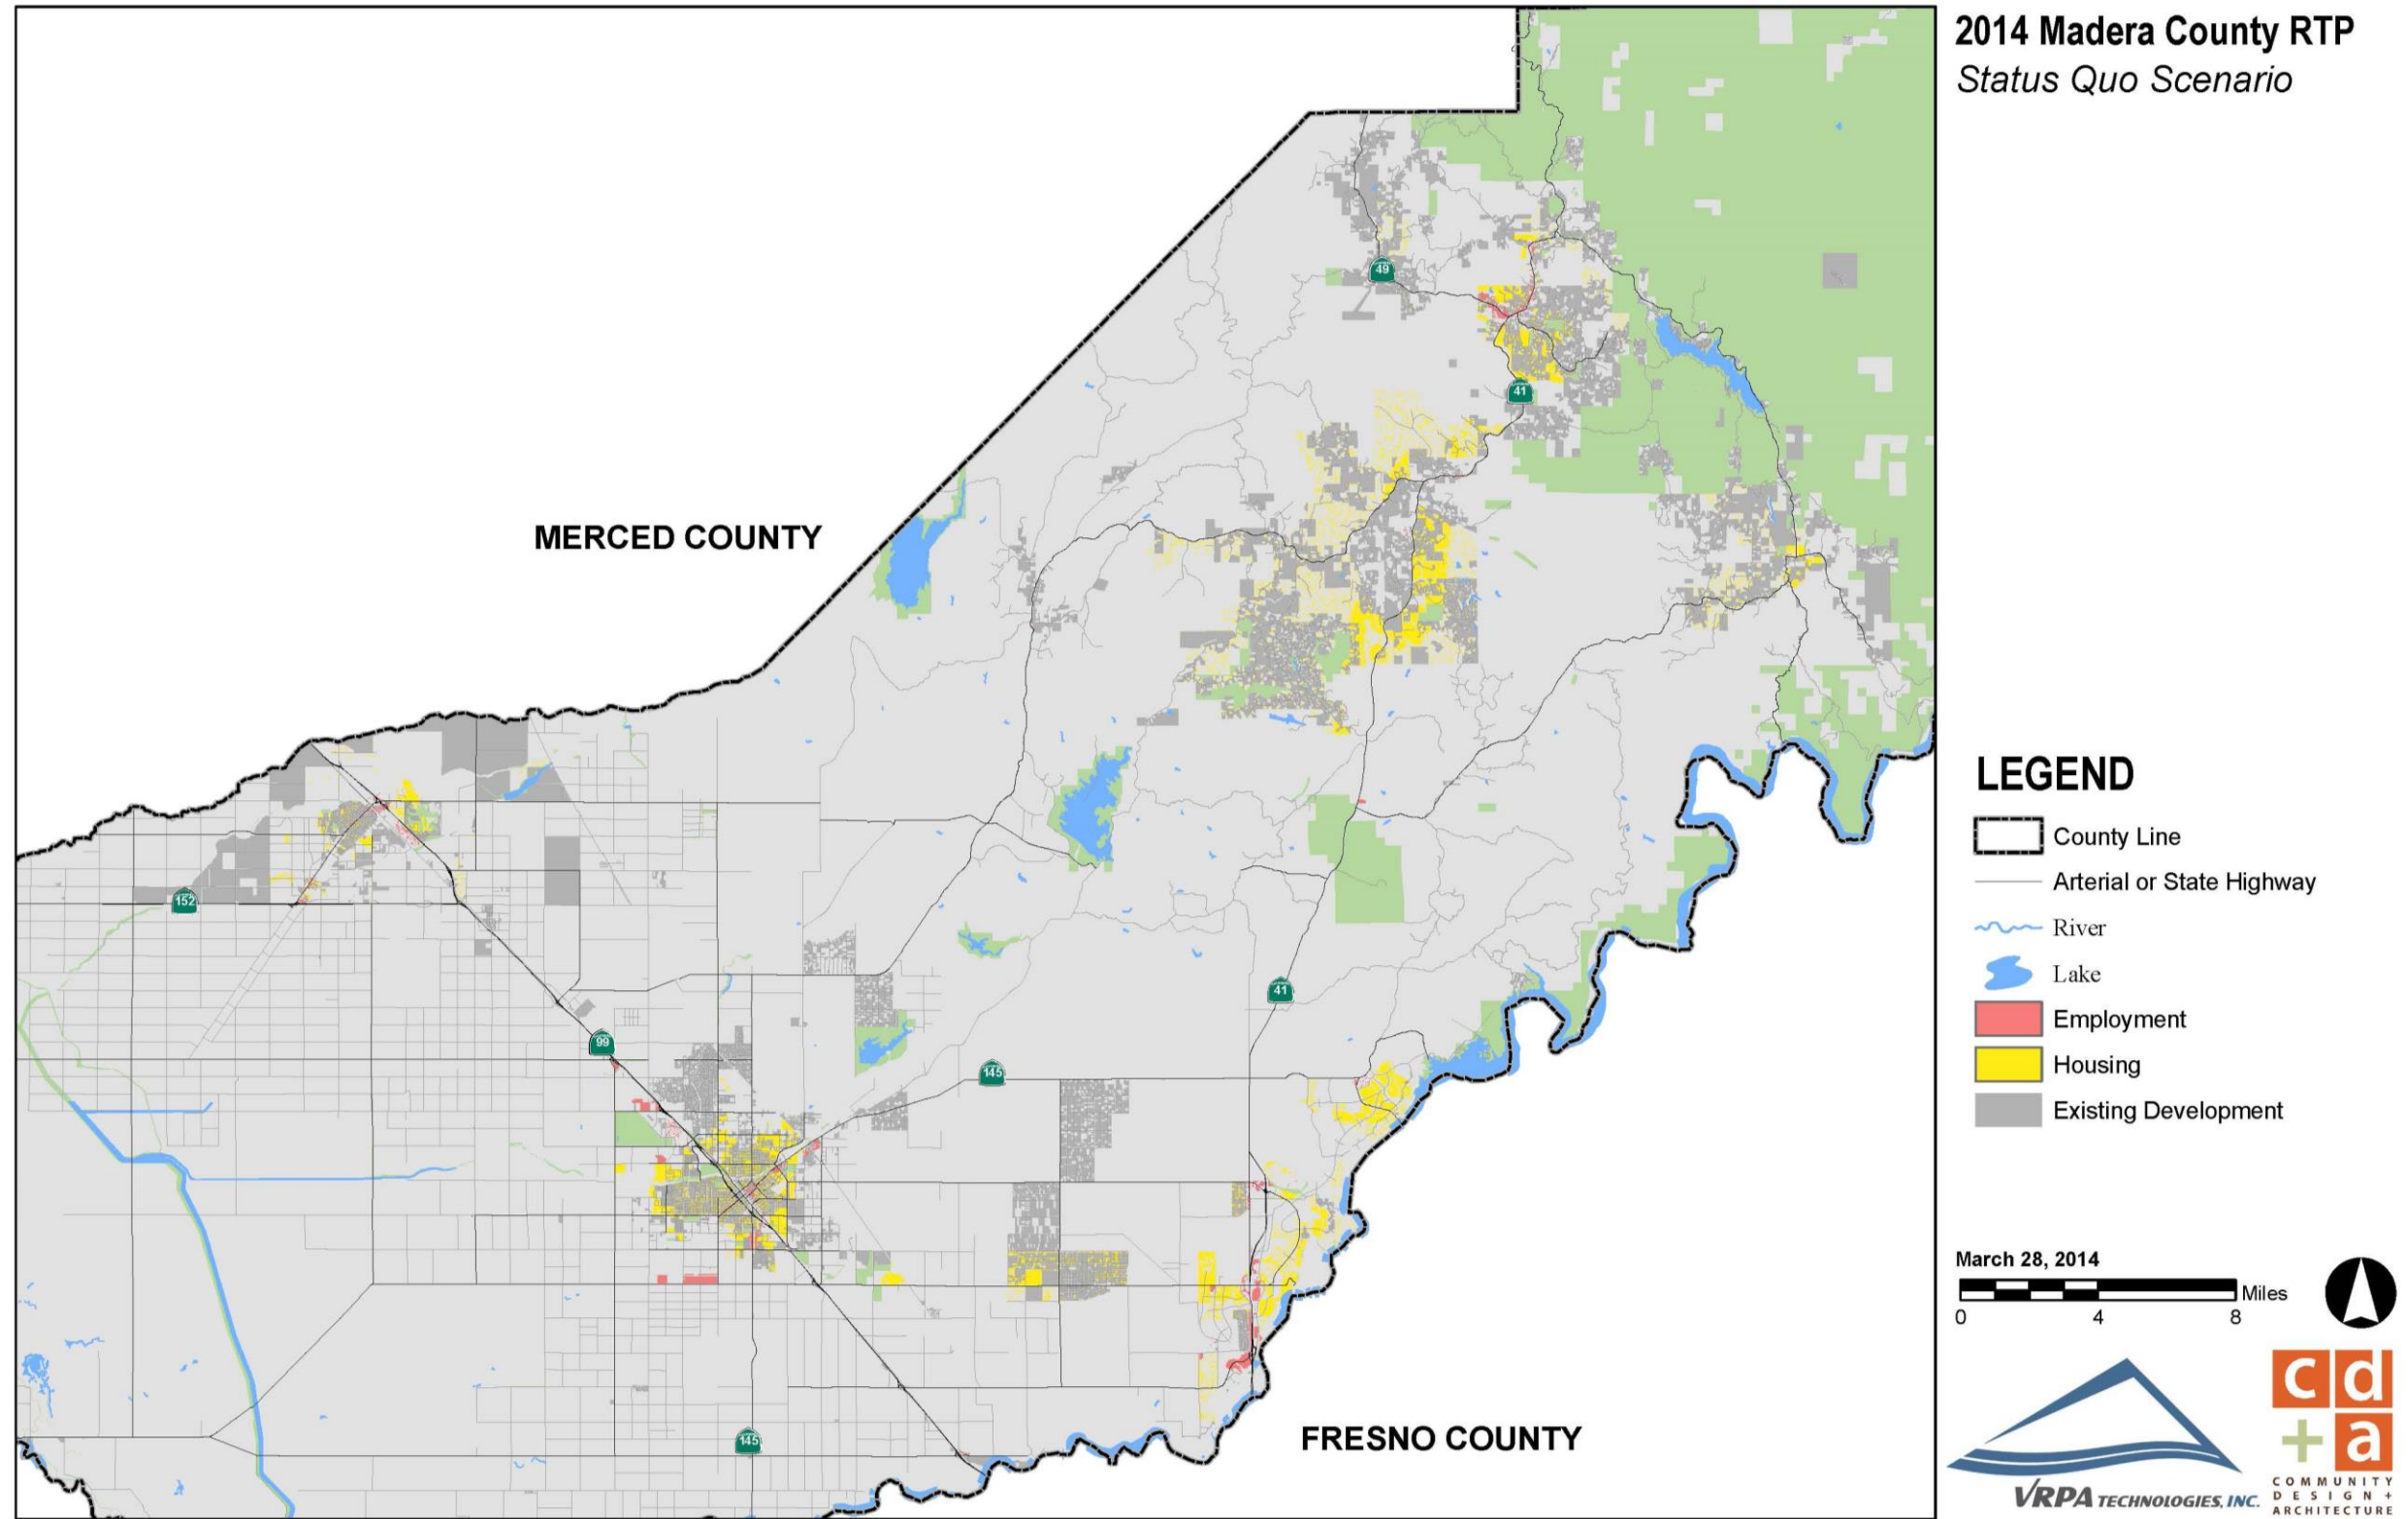 2014 Madera County RTP
Status Quo Scenario
49
41
MERCED COUNTY
152
41
99
145
145
FRESNO COUNTY
LEGEND
County Line
Arterial or State Highway
River
Lake
Employment
Housing
Existing Development
March 28, 2014
Miles
0 4 8
VRPA TECHNOLOGIES, INC.
cd
+a
COMMUNITY
DESIGN +
ARCHITECTURE